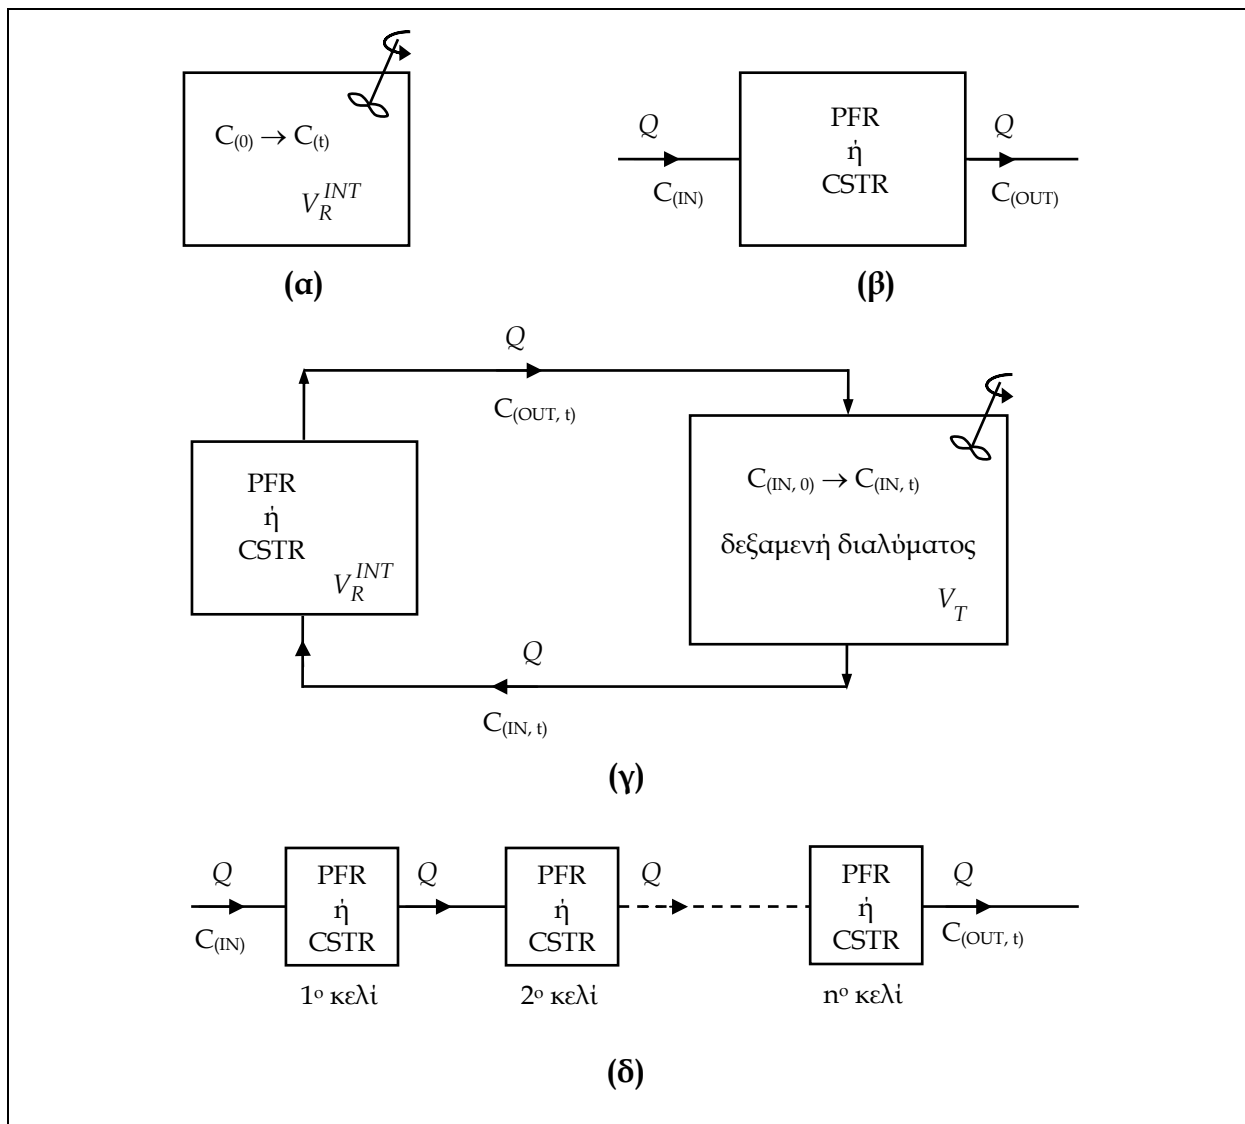 C(0) → C(t)
V_R^INT
(α)
Q
C(IN)
PFR
ή
CSTR
Q
C(OUT)
(β)
Q
C(OUT, t)
PFR
ή
CSTR
V_R^INT
C(IN, 0) → C(IN, t)
δεξαμενή διαλύματος
V_T
Q
C(IN, t)
(γ)
Q
C(IN)
PFR
ή
CSTR
1ο κελί
Q
PFR
ή
CSTR
2ο κελί
Q
PFR
ή
CSTR
nο κελί
Q
C(OUT, t)
(δ)